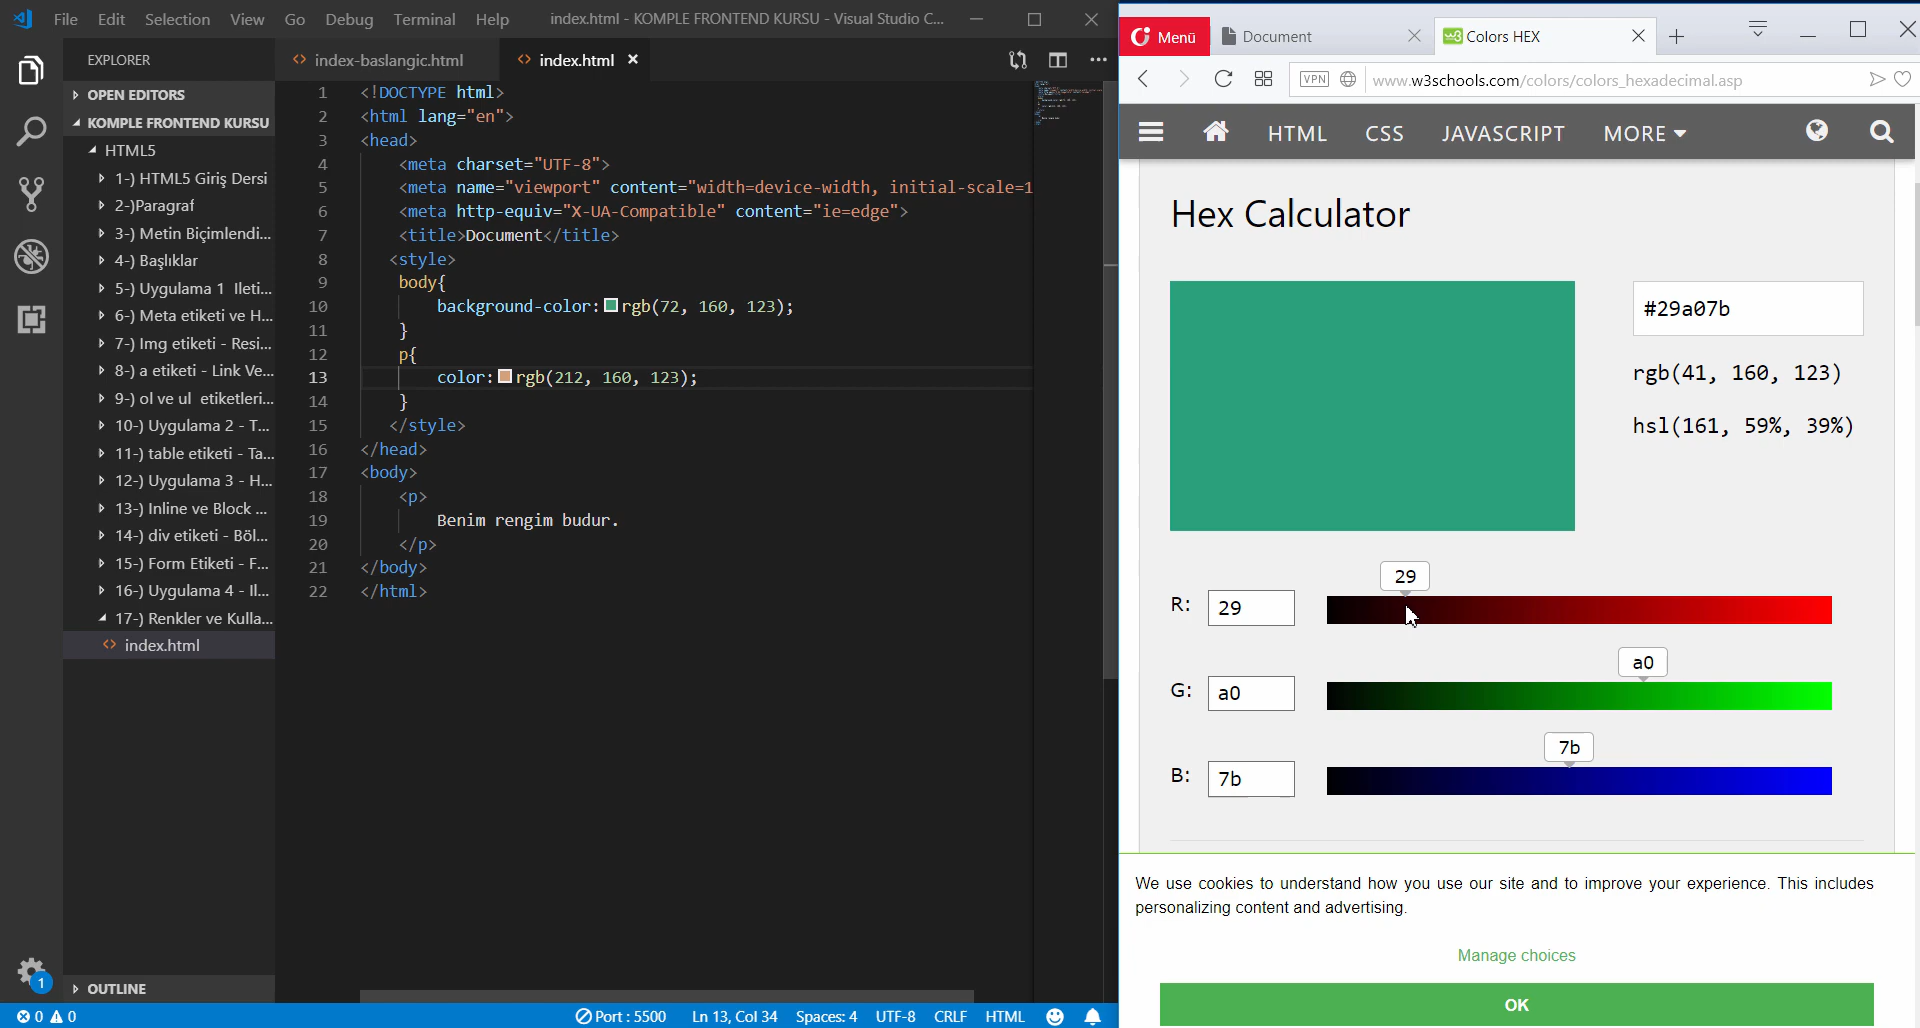 File Edit Selection View Go Debug Terminal Help index.html - KOMPLE FRONTEND KURSU - Visual Studio C...
EXPLORER
OPEN EDITORS
KOMPLE FRONTEND KURSU
HTML5
1-) HTML5 Giriş Dersi
2-)Paragraf
3-) Metin Biçimlendi...
4-) Başlıklar
5-) Uygulama 1 Ileti...
6-) Meta etiketi ve H...
7-) Img etiketi - Resi...
8-) a etiketi - Link Ve...
9-) ol ve ul etiketleri...
10-) Uygulama 2 - T...
11-) table etiketi - Ta...
12-) Uygulama 3 - H...
13-) Inline ve Block ...
14-) div etiketi - Böl...
15-) Form Etiketi - F...
16-) Uygulama 4 - Il...
17-) Renkler ve Kulla...
index.html
OUTLINE
1
index-baslangic.html index.html
1 <!DOCTYPE html>
2 <html lang="en">
3 <head>
4 <meta charset="UTF-8">
5 <meta name="viewport" content="width=device-width, initial-scale=1
6 <meta http-equiv="X-UA-Compatible" content="ie=edge">
7 <title>Document</title>
8 <style>
9 body{
10 background-color: rgb(72, 160, 123);
11 }
12 p{
13 color: rgb(212, 160, 123);
14 }
15 </style>
16 </head>
17 <body>
18 <p>
19 Benim rengim budur.
20 </p>
21 </body>
22 </html>
0 0 Port : 5500 Ln 13, Col 34 Spaces: 4 UTF-8 CRLF HTML
Menü Document Colors HEX
VPN www.w3schools.com/colors/colors_hexadecimal.asp
HTML CSS JAVASCRIPT MORE
Hex Calculator
#29a07b
rgb(41, 160, 123)
hsl(161, 59%, 39%)
29
R: 29
a0
G: a0
7b
B: 7b
We use cookies to understand how you use our site and to improve your experience. This includes
personalizing content and advertising.
Manage choices
OK